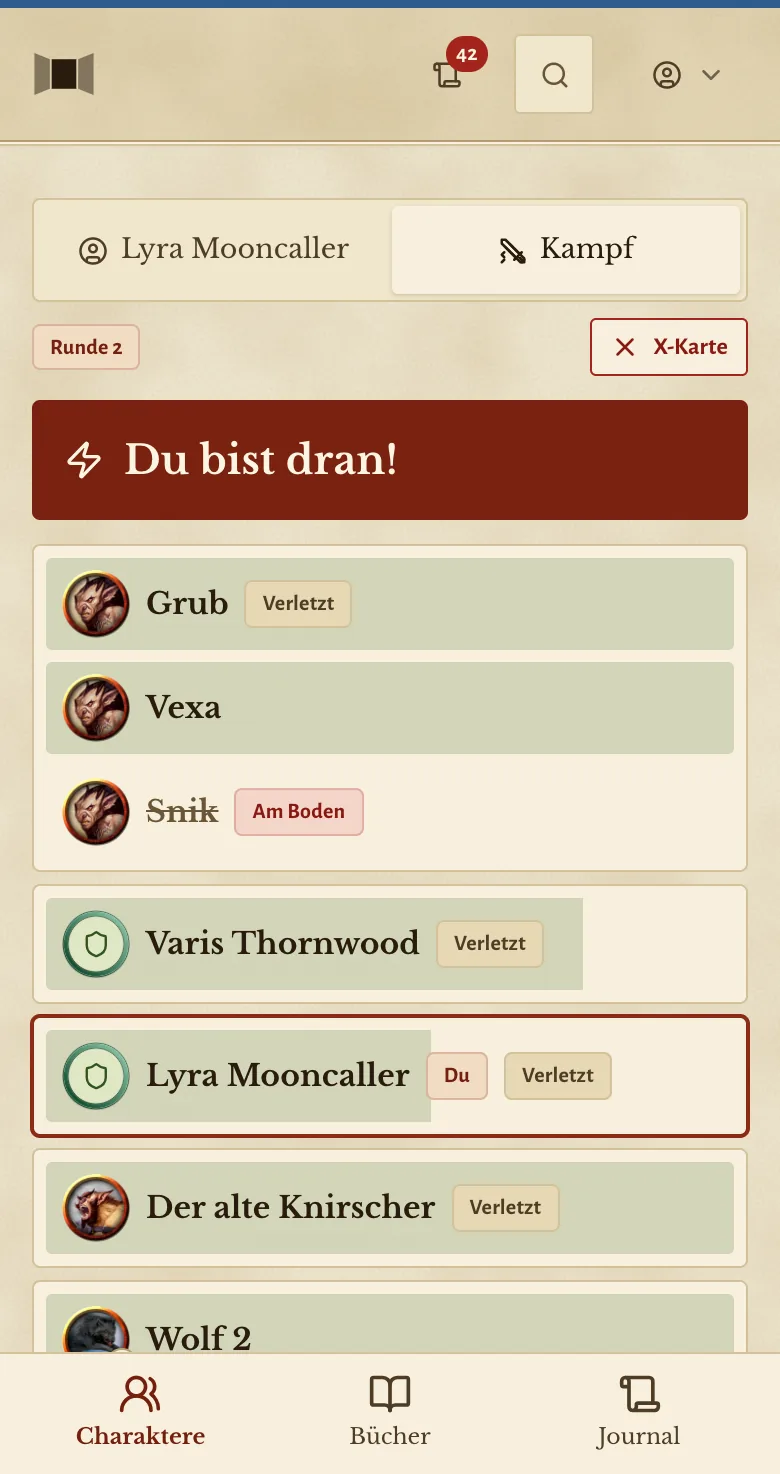 42
Lyra Mooncaller
Kampf
Runde 2
X-Karte
Du bist dran!
Grub Verletzt
Vexa
Snik Am Boden
Varis Thornwood Verletzt
Lyra Mooncaller Du Verletzt
Der alte Knirscher Verletzt
Wolf 2
Charaktere Bücher Journal